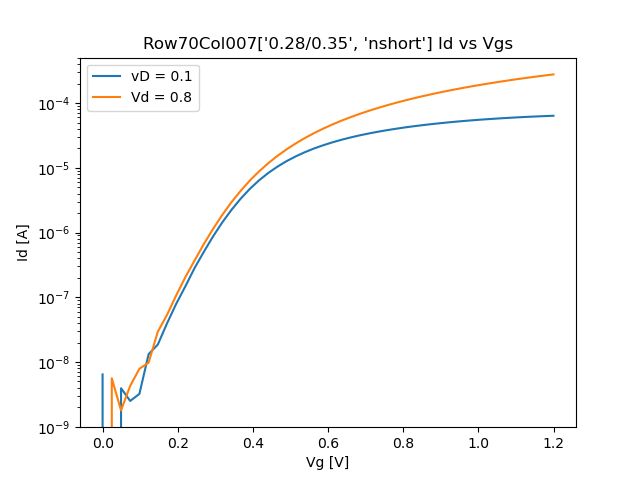 Row70Col007['0.28/0.35', 'nshort'] Id vs Vgs
vD = 0.1
Vd = 0.8
Id [A]
10⁻⁴
10⁻⁵
10⁻⁶
10⁻⁷
10⁻⁸
10⁻⁹
0.0 0.2 0.4 0.6 0.8 1.0 1.2
Vg [V]